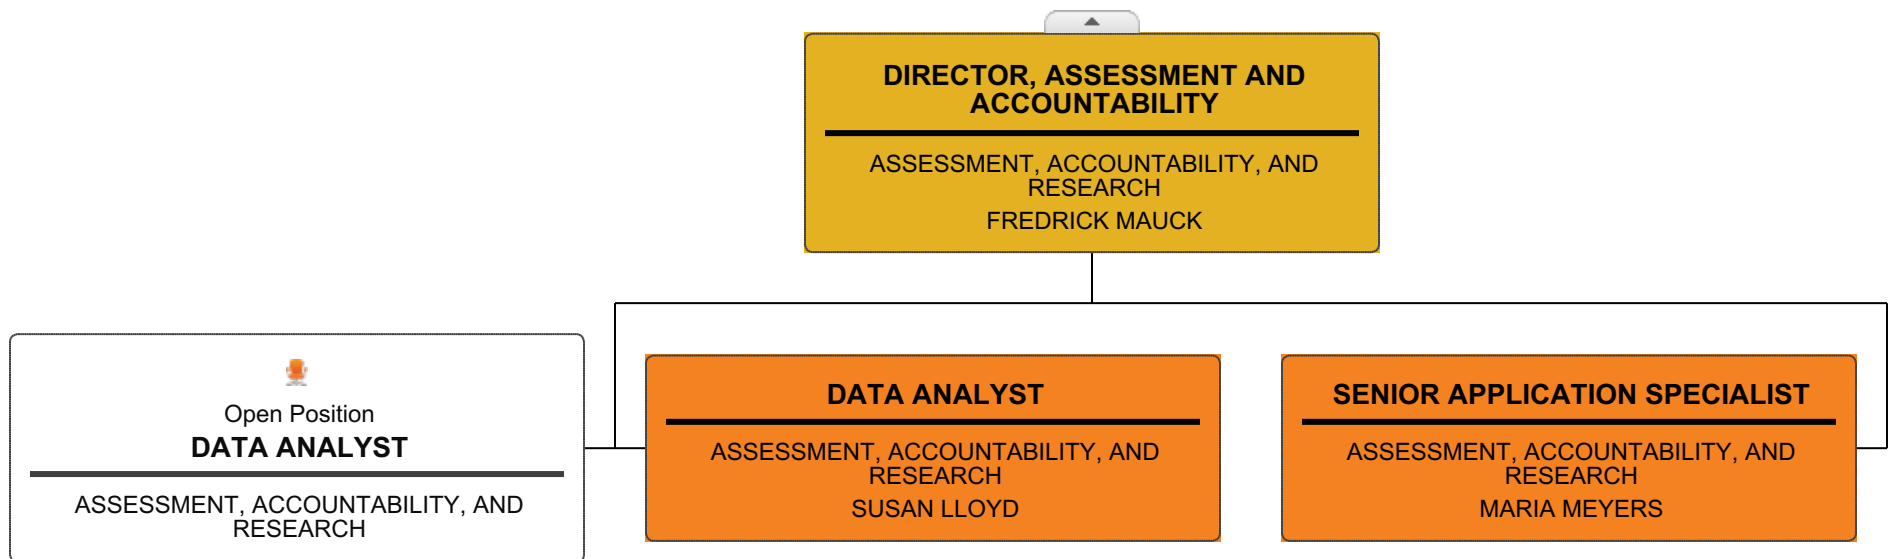 DIRECTOR, ASSESSMENT AND
ACCOUNTABILITY
ASSESSMENT, ACCOUNTABILITY, AND
RESEARCH
FREDRICK MAUCK
Open Position
DATA ANALYST
ASSESSMENT, ACCOUNTABILITY, AND
RESEARCH
DATA ANALYST
ASSESSMENT, ACCOUNTABILITY, AND
RESEARCH
SUSAN LLOYD
SENIOR APPLICATION SPECIALIST
ASSESSMENT, ACCOUNTABILITY, AND
RESEARCH
MARIA MEYERS